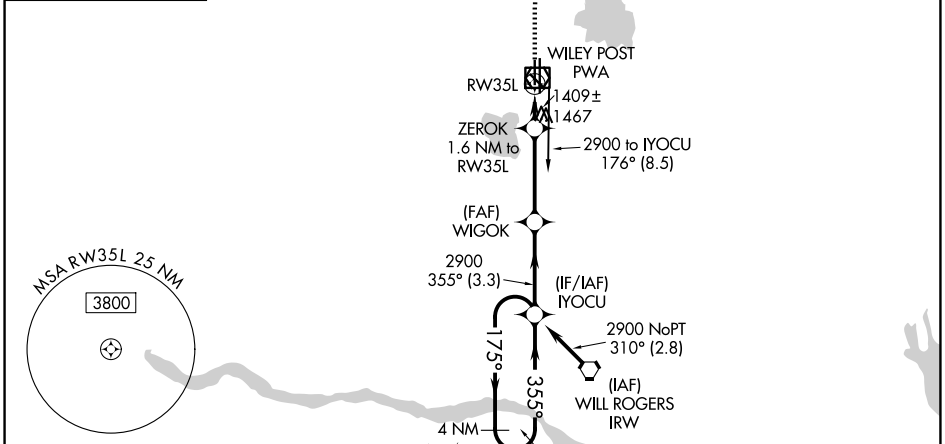 WILEY POST
PWA
RW35L
1409±
1467
ZEROK
1.6 NM to
RW35L
2900 to IYOCU
176° (8.5)
(FAF)
WIGOK
MSA RW35L 25 NM
3800
2900
355° (3.3)
(IF/IAF)
IYOCU
2900 NoPT
310° (2.8)
175°
355°
(IAF)
WILL ROGERS
IRW
4 NM